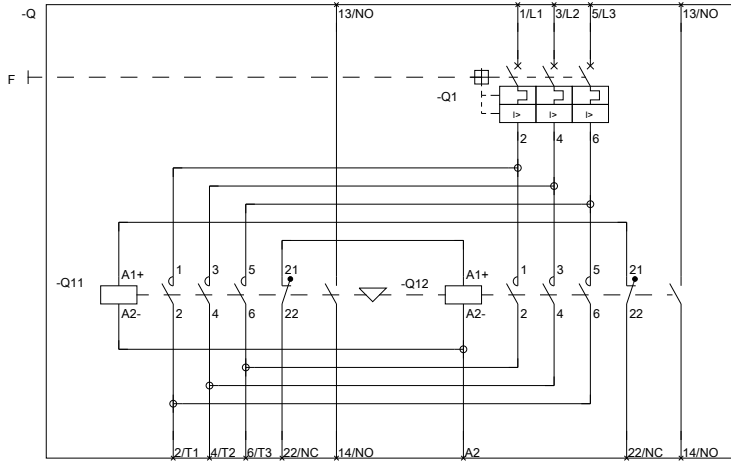 -Q 13/NO 1/L1 3/L2 5/L3 13/NO
F
-Q1
I> I> I>
2 4 6
-Q11 A1+ 1 3 5 21 -Q12 A1+ 1 3 5 21
A2- 2 4 6 22 A2- 2 4 6 22
2/T1 4/T2 6/T3 22/NC 14/NO A2 22/NC 14/NO